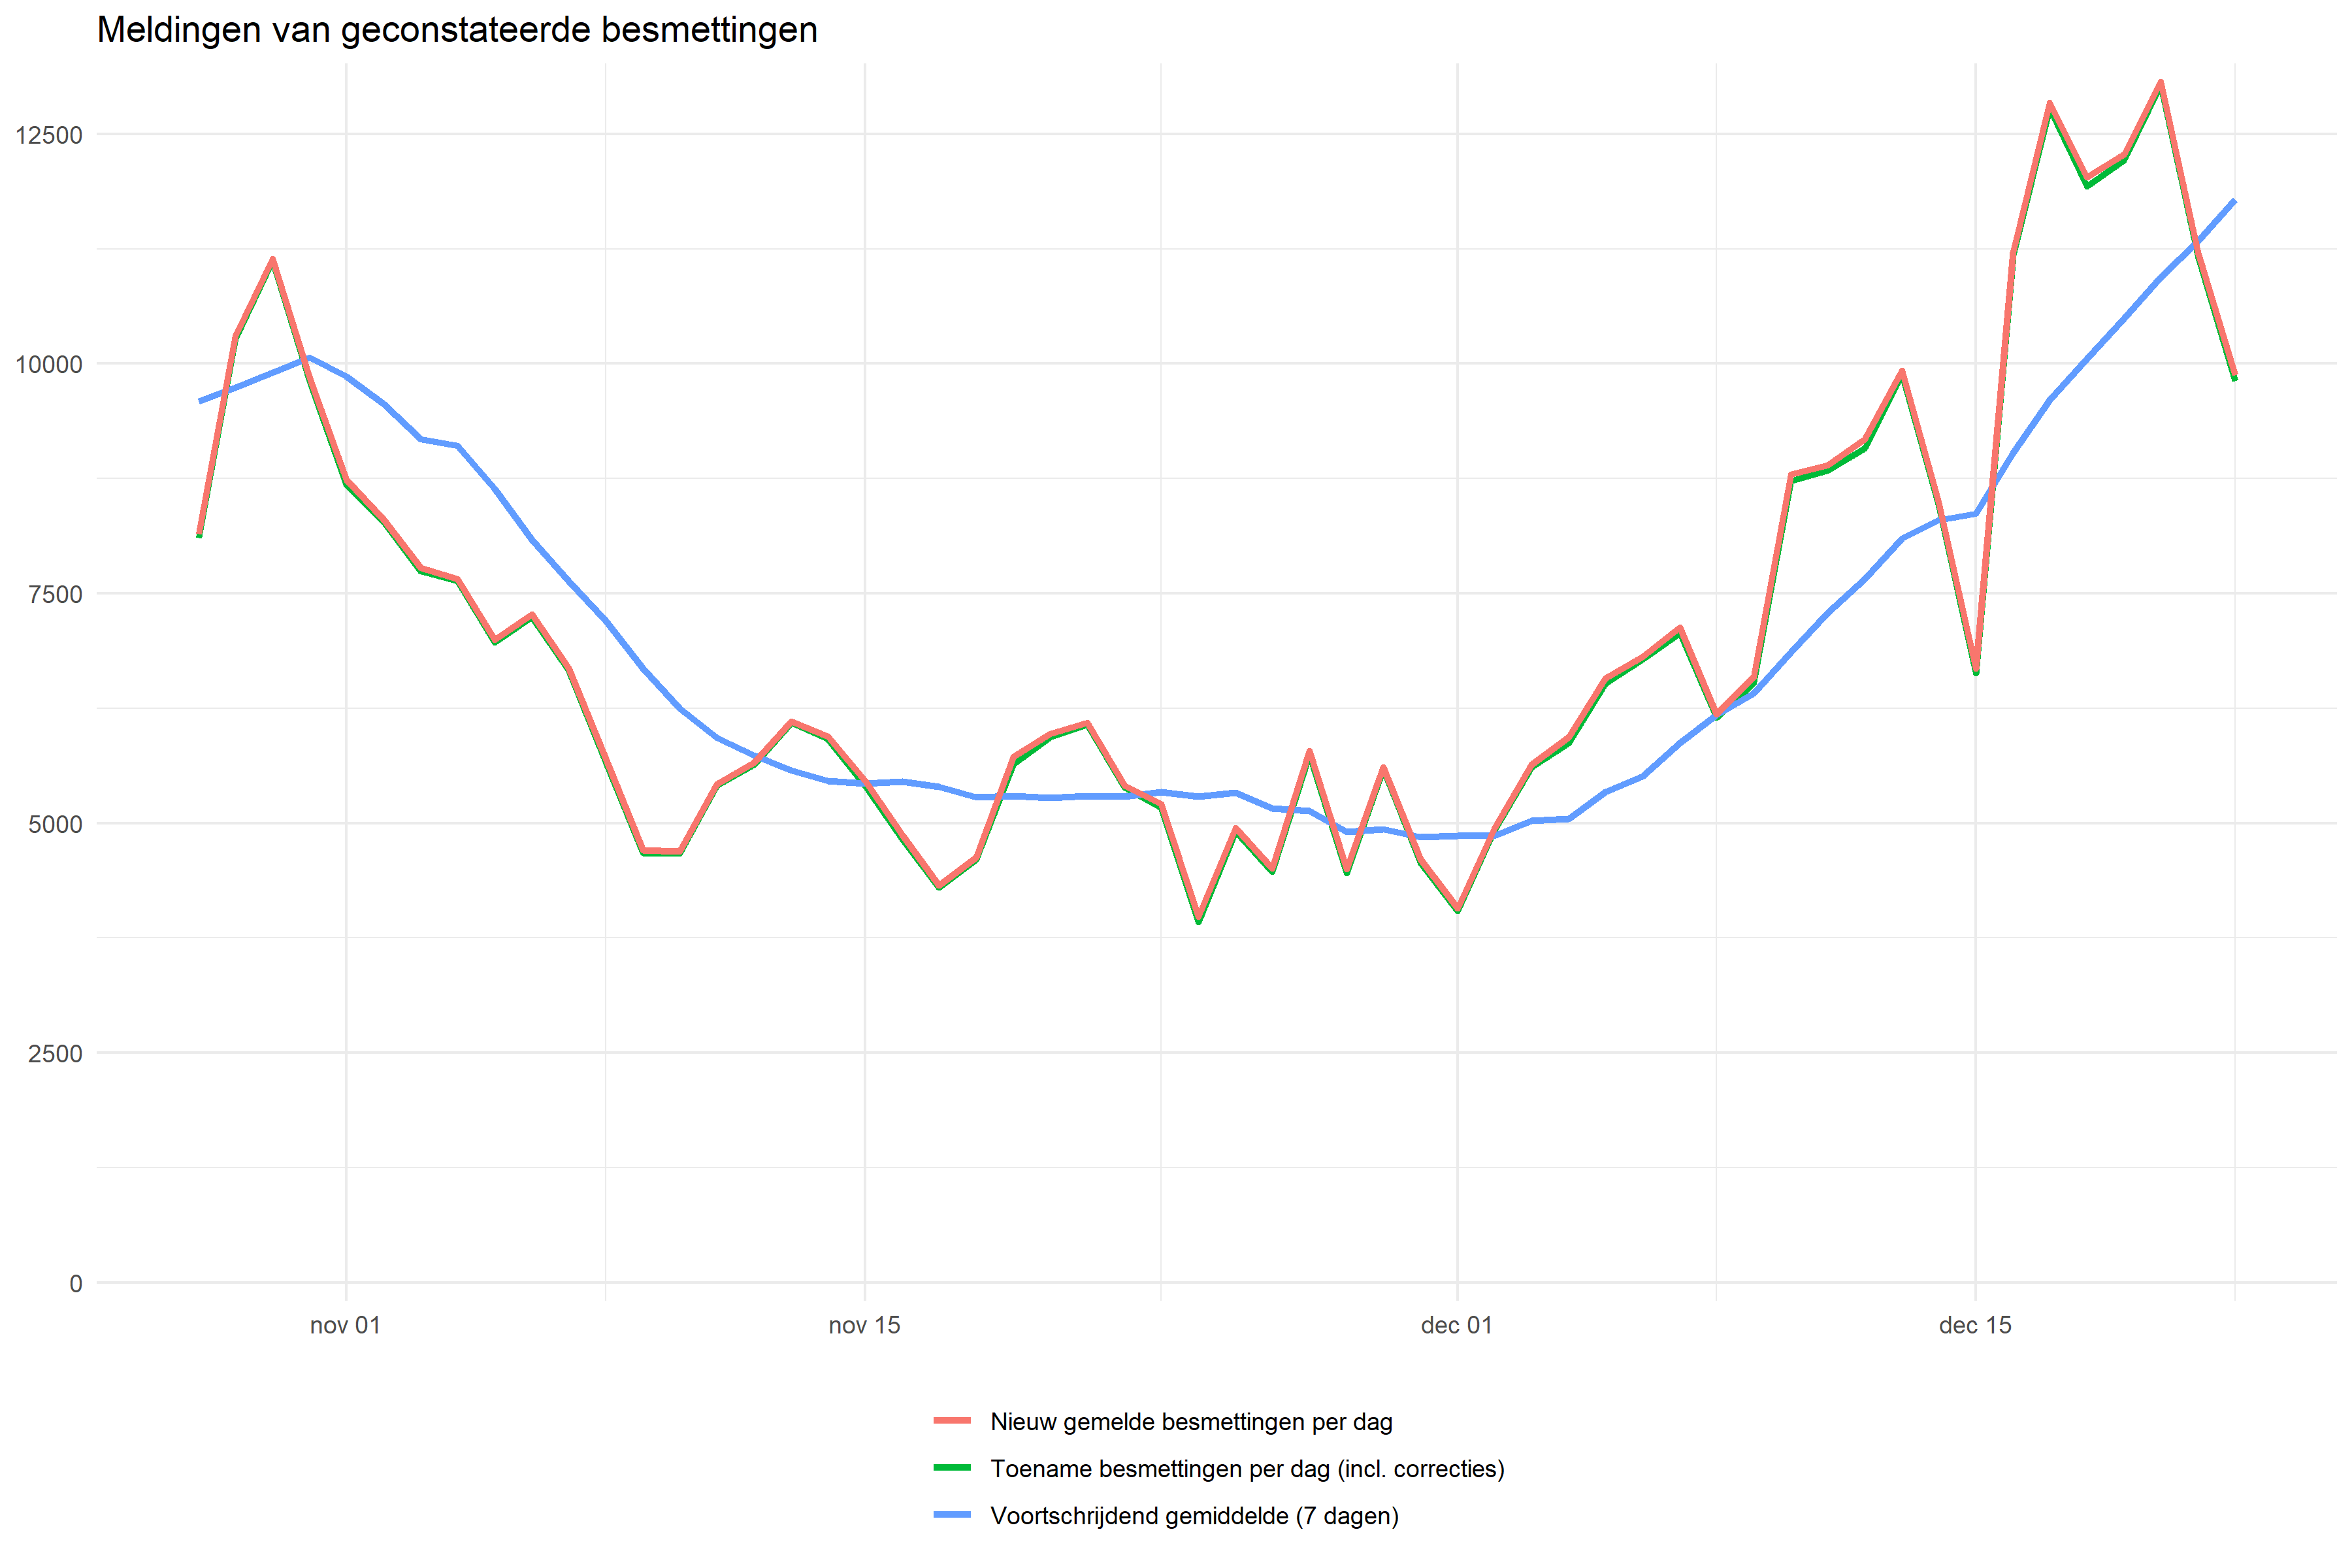 Meldingen van geconstateerde besmettingen
12500
10000
7500
5000
2500
0
nov 01
nov 15
dec 01
dec 15
Nieuw gemelde besmettingen per dag
Toename besmettingen per dag (incl. correcties)
Voortschrijdend gemiddelde (7 dagen)